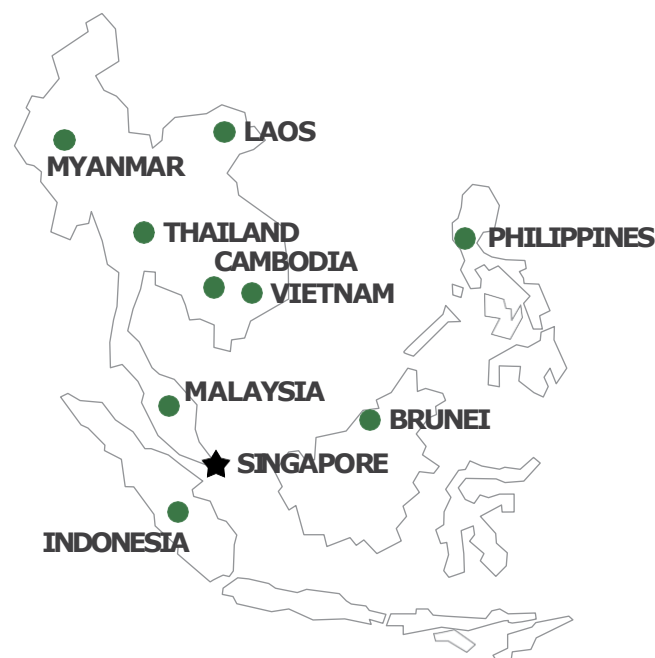 LAOS
MYANMAR
THAILAND
PHILIPPINES
CAMBODIA
VIETNAM
MALAYSIA
BRUNEI
SINGAPORE
INDONESIA